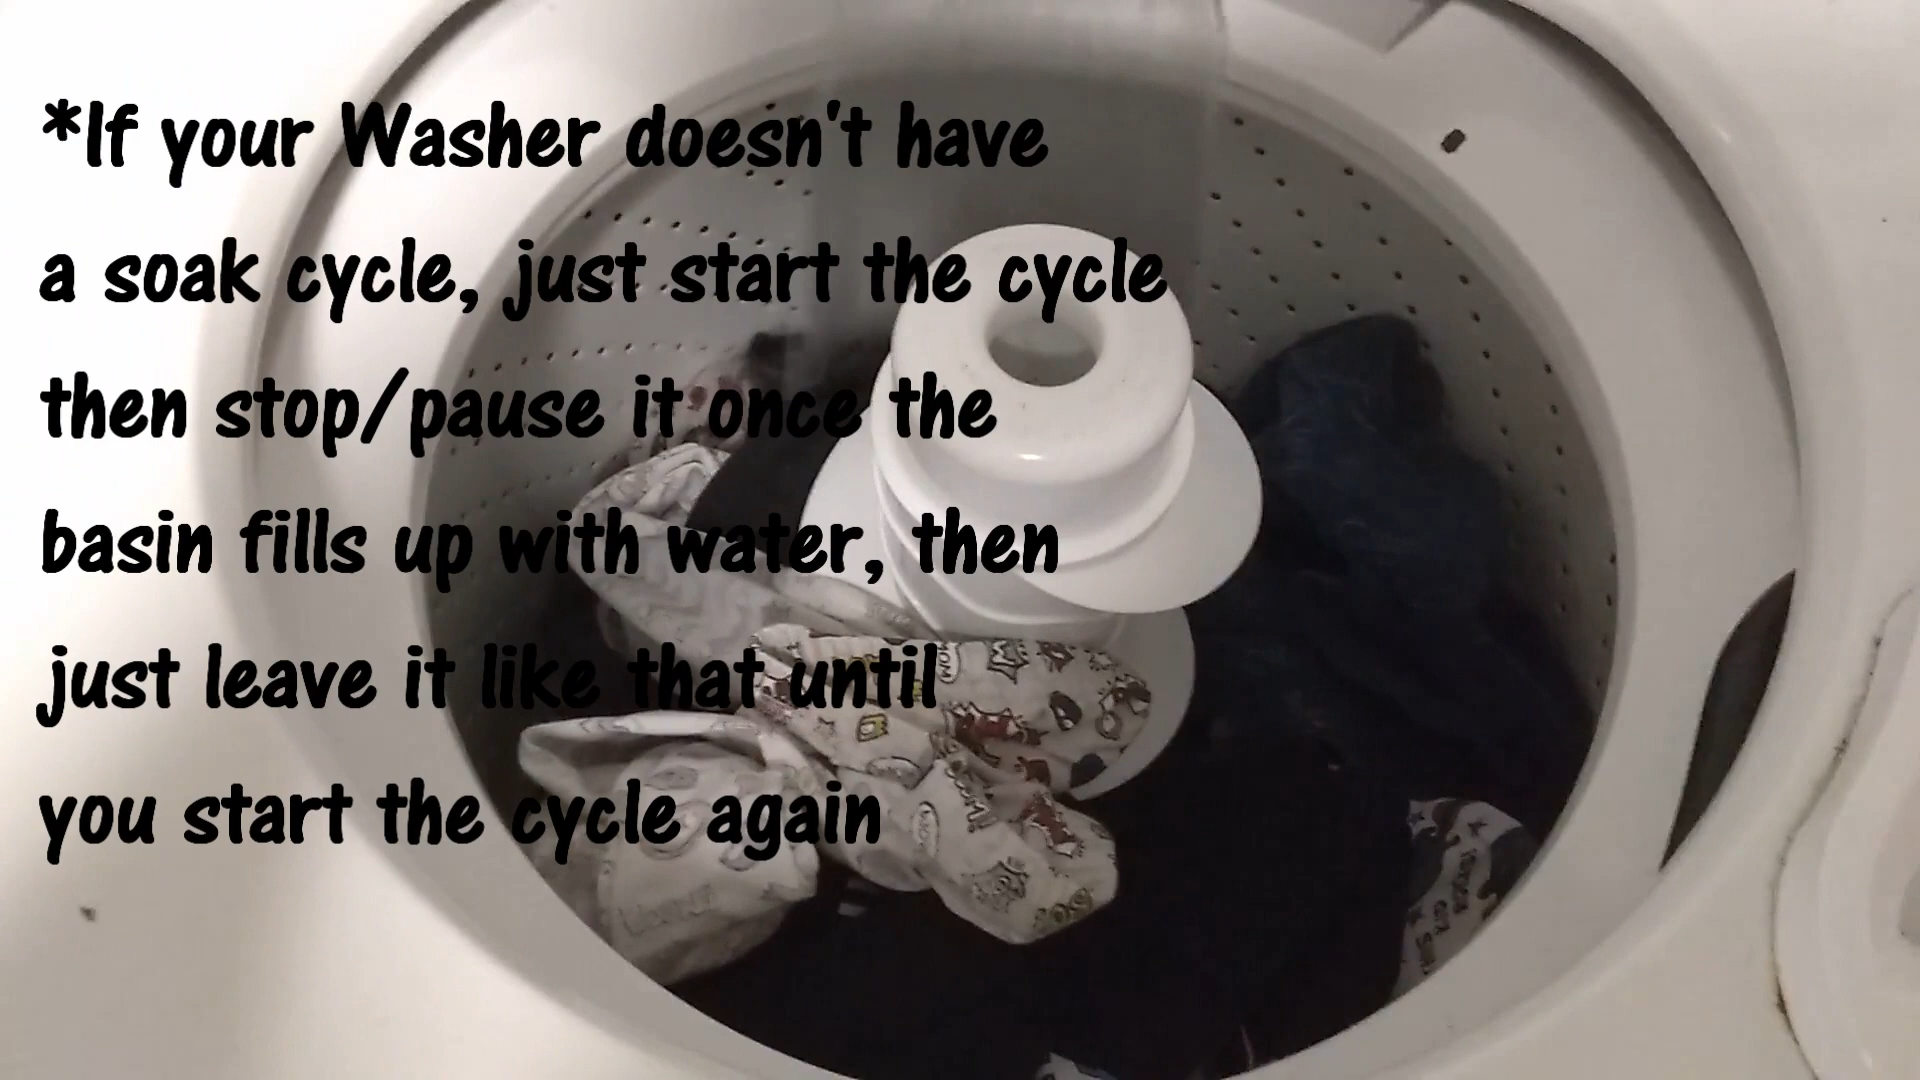 *If your Washer doesn't have
a soak cycle, just start the cycle
then stop/pause it once the
basin fills up with water, then
just leave it like that until
you start the cycle again
WOW